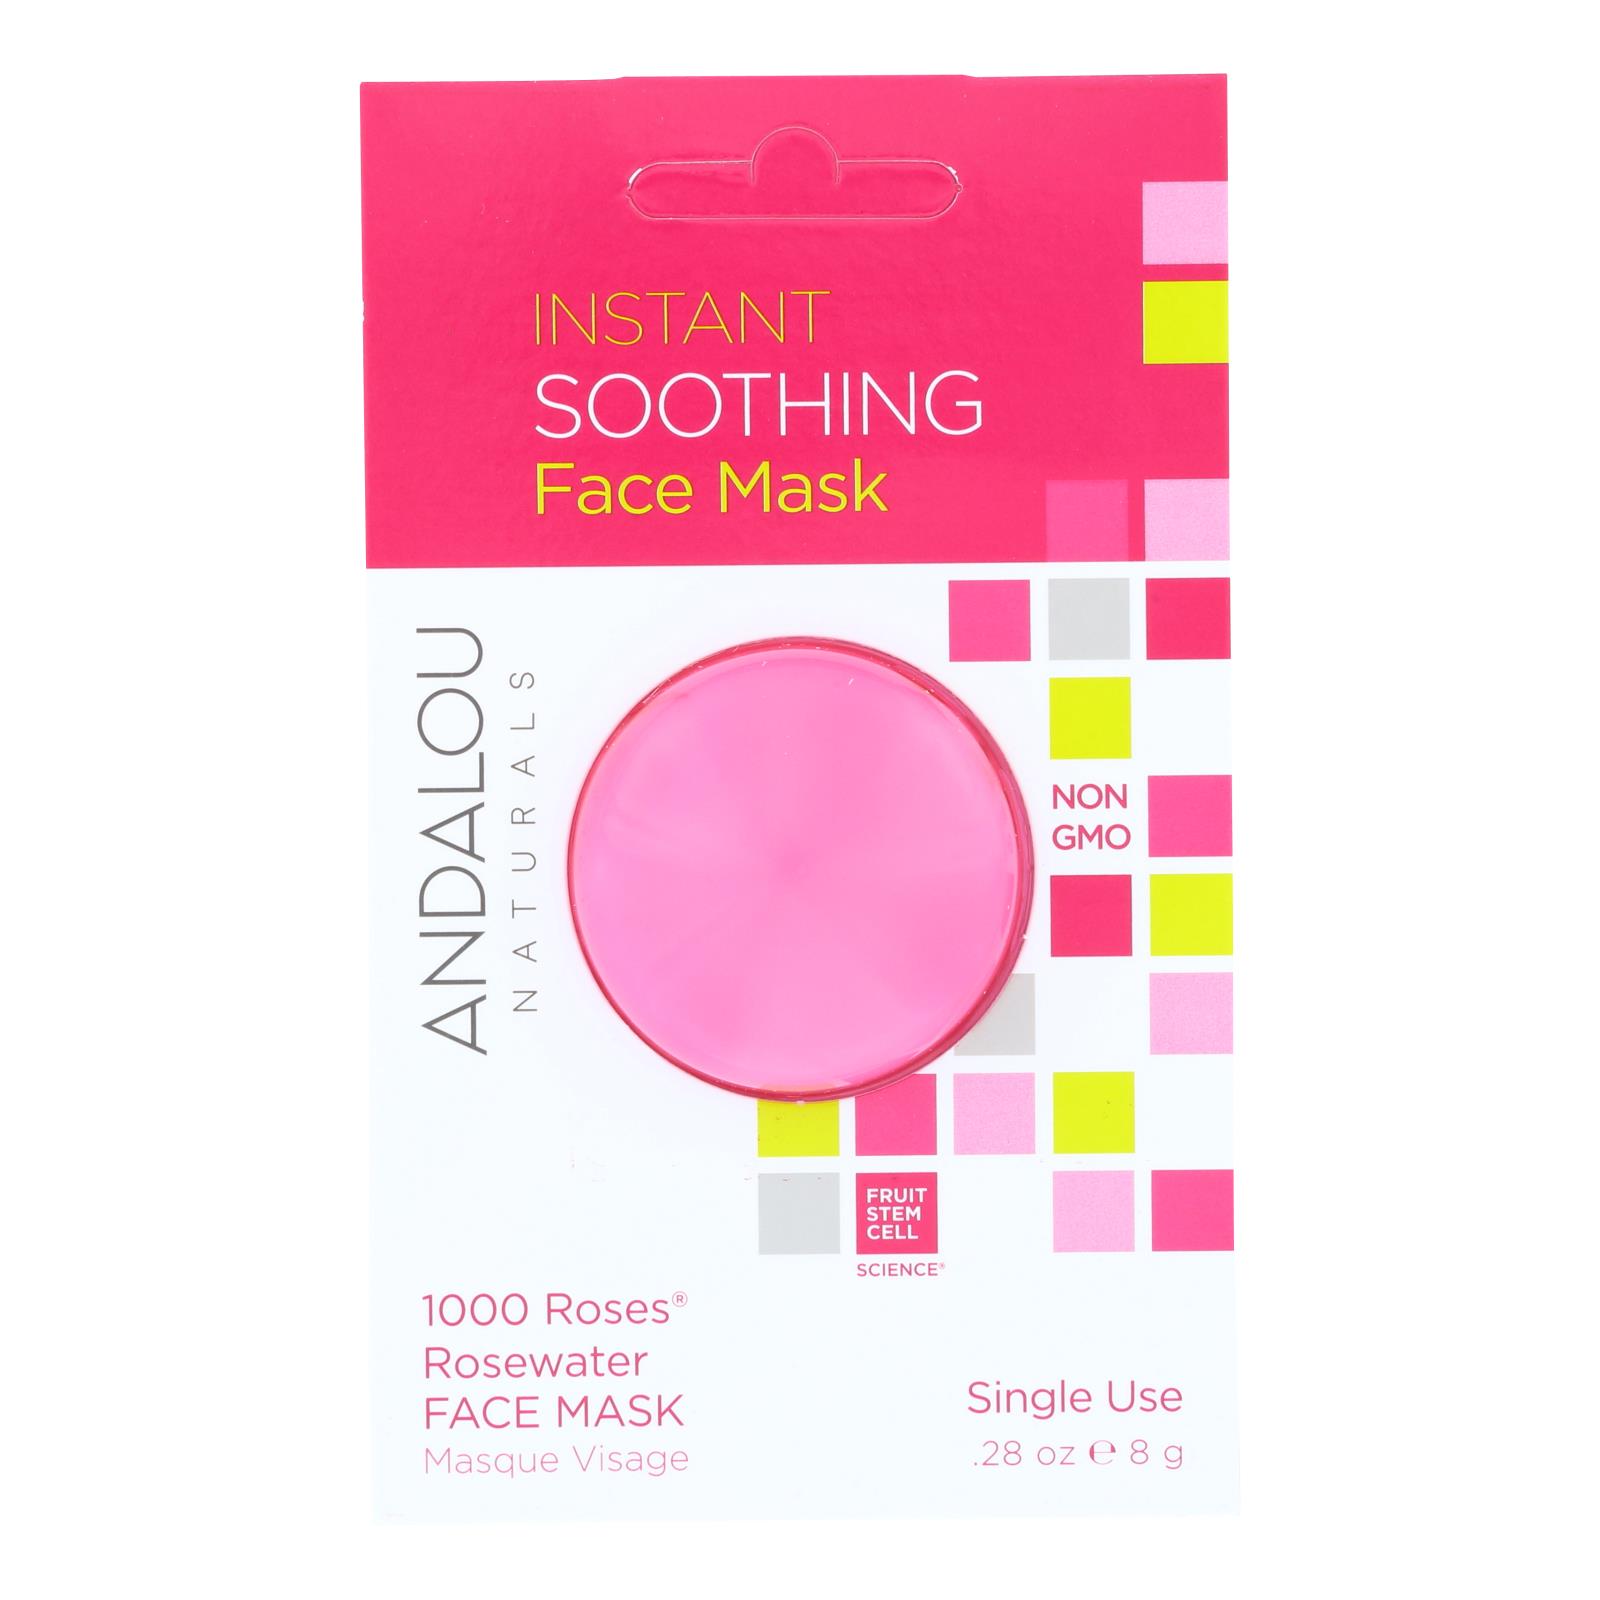 INSTANT
SOOTHING
Face Mask
ANDALOU
NATURALS
NON
GMO
FRUIT
STEM
CELL
SCIENCE®
1000 Roses®
Rosewater
FACE MASK
Masque Visage
Single Use
.28 oz ℮ 8 g